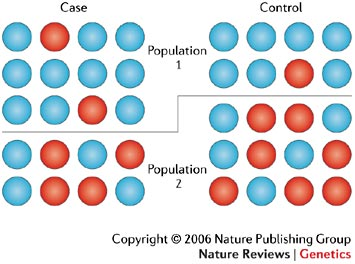 Case
Control
Population
1
Population
2
Copyright © 2006 Nature Publishing Group
Nature Reviews | Genetics